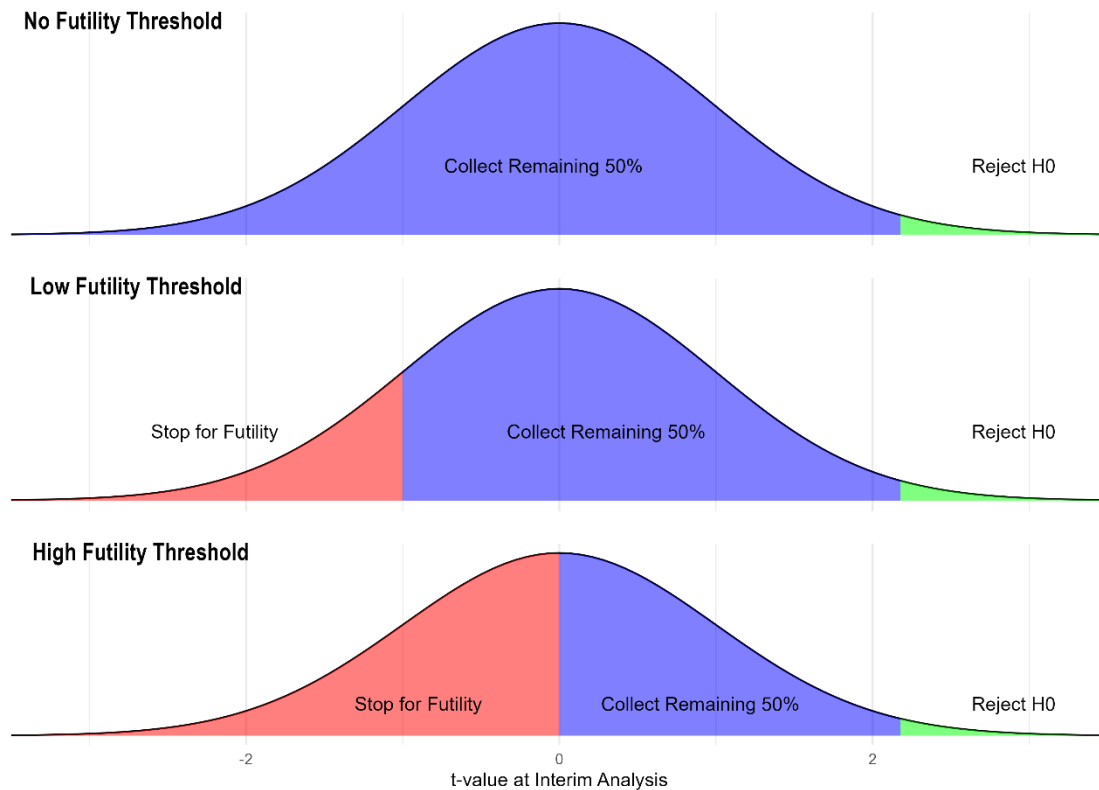 No Futility Threshold
Collect Remaining 50%
Reject H0
Low Futility Threshold
Stop for Futility
Collect Remaining 50%
Reject H0
High Futility Threshold
Stop for Futility
Collect Remaining 50%
Reject H0
-2
0
2
t-value at Interim Analysis